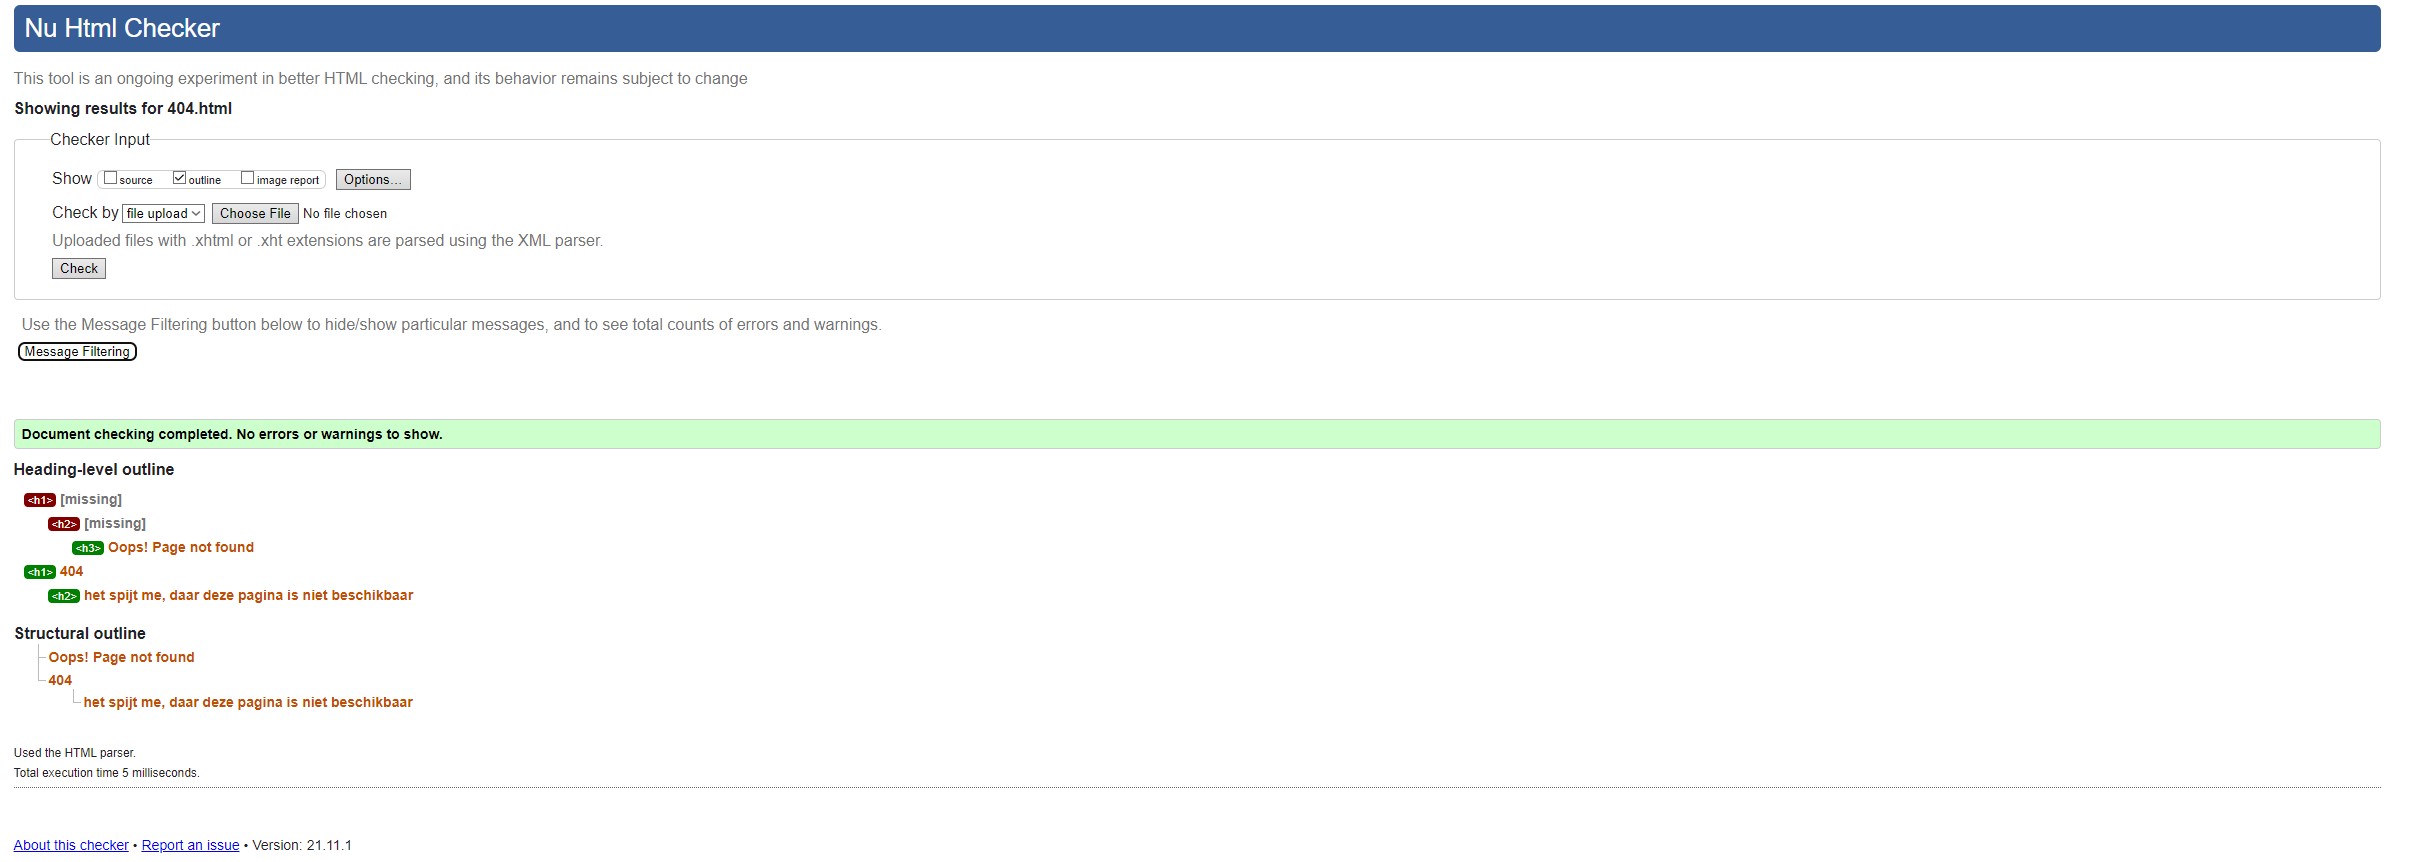 Nu Html Checker
This tool is an ongoing experiment in better HTML checking, and its behavior remains subject to change
Showing results for 404.html
Checker Input
Show source outline image report Options...
Check by file upload Choose File No file chosen
Uploaded files with .xhtml or .xht extensions are parsed using the XML parser.
Check
Use the Message Filtering button below to hide/show particular messages, and to see total counts of errors and warnings.
Message Filtering
Document checking completed. No errors or warnings to show.
Heading-level outline
<h1> [missing]
<h2> [missing]
<h3> Oops! Page not found
<h1> 404
<h2> het spijt me, daar deze pagina is niet beschikbaar
Structural outline
Oops! Page not found
404
het spijt me, daar deze pagina is niet beschikbaar
Used the HTML parser.
Total execution time 5 milliseconds.
About this checker • Report an issue • Version: 21.11.1